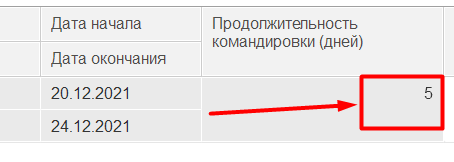 Дата начала
Продолжительность
командировки (дней)
Дата окончания
20.12.2021
5
24.12.2021